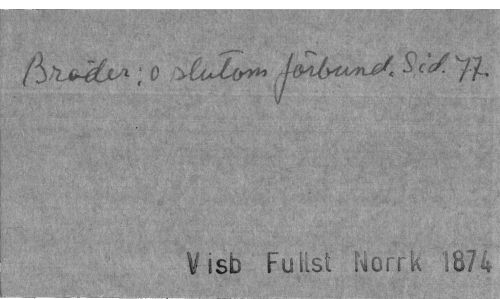 Bröder; o slutom förbund. Sid. 77.
Visb Fullst Norrk 1874